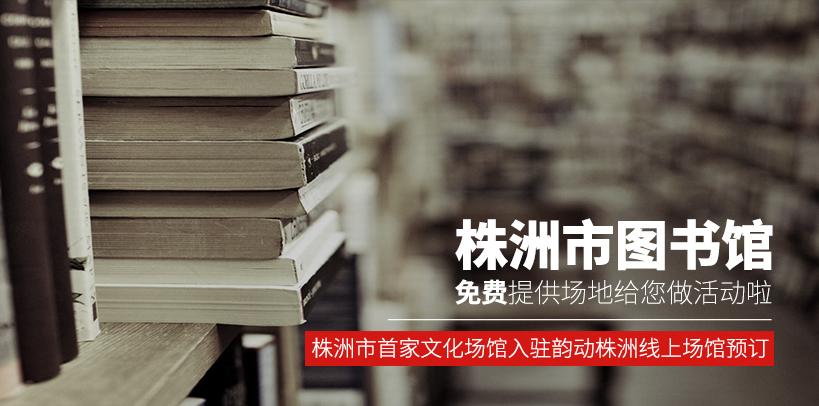 株洲市图书馆
免费提供场地给您做活动啦
株洲市首家文化场馆入驻韵动株洲线上场馆预订